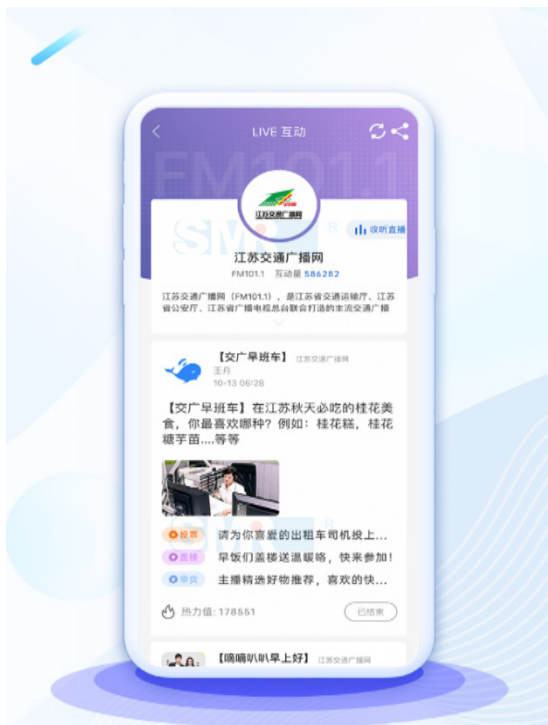 LIVE 互动
FM101.1
江苏交通广播网
收听直播
江苏交通广播网
FM101.1 互动量 586282
江苏交通广播网（FM101.1），是江苏省交通运输厅、江苏
省公安厅、江苏省广播电视总台联合打造的主流交通广播
【交广早班车】 江苏交通广播网
王丹
10-13 06:28
【交广早班车】在江苏秋天必吃的桂花美
食，你最喜欢哪种？例如：桂花糕，桂花
糖芋苗....等等
投票 请为你喜爱的出租车司机投上...
盖楼 早饭们盖楼送温暖咯，快来参加！
带货 主播精选好物推荐，喜欢的快...
热力值: 178551 已结束
【嘀嘀叭叭早上好】 江苏交通广播网